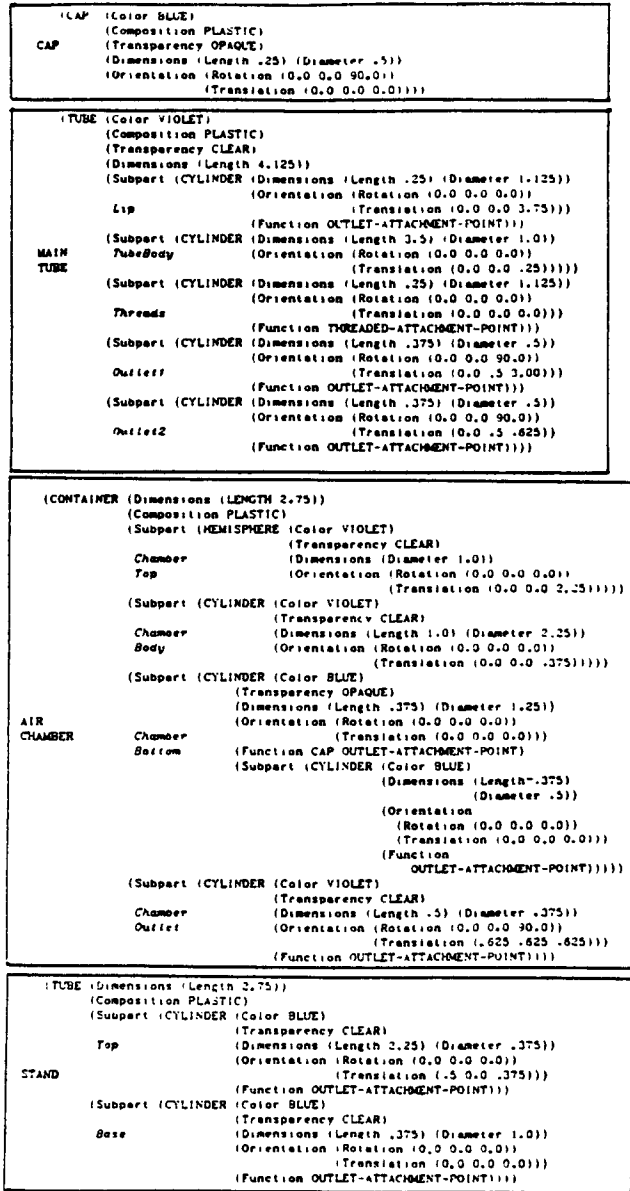 (CAP (Color BLUE)
(Composition PLASTIC)
CAP (Transparency OPAQUE)
(Dimensions (Length .25) (Diameter .5))
(Orientation (Rotation (0.0 0.0 90.0))
(Translation (0.0 0.0 0.0))))
(TUBE (Color VIOLET)
(Composition PLASTIC)
(Transparency CLEAR)
(Dimensions (Length 4.125))
(Subpart (CYLINDER (Dimensions (Length .25) (Diameter 1.125))
(Orientation (Rotation (0.0 0.0 0.0))
Lip (Translation (0.0 0.0 3.75)))
(Function OUTLET-ATTACHMENT-POINT)))
MAIN (Subpart (CYLINDER (Dimensions (Length 3.5) (Diameter 1.0))
TUBE TubeBody (Orientation (Rotation (0.0 0.0 0.0))
(Translation (0.0 0.0 .25)))))
(Subpart (CYLINDER (Dimensions (Length .25) (Diameter 1.125))
(Orientation (Rotation (0.0 0.0 0.0))
Threads (Translation (0.0 0.0 0.0)))
(Function THREADED-ATTACHMENT-POINT)))
(Subpart (CYLINDER (Dimensions (Length .375) (Diameter .5))
(Orientation (Rotation (0.0 0.0 90.0))
Outlet1 (Translation (0.0 .5 3.00)))
(Function OUTLET-ATTACHMENT-POINT)))
(Subpart (CYLINDER (Dimensions (Length .375) (Diameter .5))
(Orientation (Rotation (0.0 0.0 90.0))
Outlet2 (Translation (0.0 .5 .625))
(Function OUTLET-ATTACHMENT-POINT))))
(CONTAINER (Dimensions (LENGTH 2.75))
(Composition PLASTIC)
(Subpart (HEMISPHERE (Color VIOLET)
(Transparency CLEAR)
Chamber (Dimensions (Diameter 1.0))
Top (Orientation (Rotation (0.0 0.0 0.0))
(Translation (0.0 0.0 2.25)))))
(Subpart (CYLINDER (Color VIOLET)
(Transparency CLEAR)
Chamber (Dimensions (Length 1.0) (Diameter 2.25))
Body (Orientation (Rotation (0.0 0.0 0.0))
(Translation (0.0 0.0 .375)))))
(Subpart (CYLINDER (Color BLUE)
(Transparency OPAQUE)
(Dimensions (Length .375) (Diameter 1.25))
AIR (Orientation (Rotation (0.0 0.0 0.0))
CHAMBER Chamber (Translation (0.0 0.0 0.0)))
Bottom (Function CAP OUTLET-ATTACHMENT-POINT)
(Subpart (CYLINDER (Color BLUE)
(Dimensions (Length .375)
(Diameter .5))
(Orientation
(Rotation (0.0 0.0 0.0))
(Translation (0.0 0.0 0.0)))
(Function
OUTLET-ATTACHMENT-POINT)))))
(Subpart (CYLINDER (Color VIOLET)
(Transparency CLEAR)
Chamber (Dimensions (Length .5) (Diameter .375))
Outlet (Orientation (Rotation (0.0 0.0 90.0))
(Translation (.625 .625 .625)))
(Function OUTLET-ATTACHMENT-POINT))))
(TUBE (Dimensions (Length 2.75))
(Composition PLASTIC)
(Subpart (CYLINDER (Color BLUE)
(Transparency CLEAR)
Top (Dimensions (Length 2.25) (Diameter .375))
(Orientation (Rotation (0.0 0.0 0.0))
STAND (Translation (.5 0.0 .375)))
(Function OUTLET-ATTACHMENT-POINT)))
(Subpart (CYLINDER (Color BLUE)
(Transparency CLEAR)
Base (Dimensions (Length .375) (Diameter 1.0))
(Orientation (Rotation (0.0 0.0 0.0))
(Translation (0.0 0.0 0.0)))
(Function OUTLET-ATTACHMENT-POINT))))